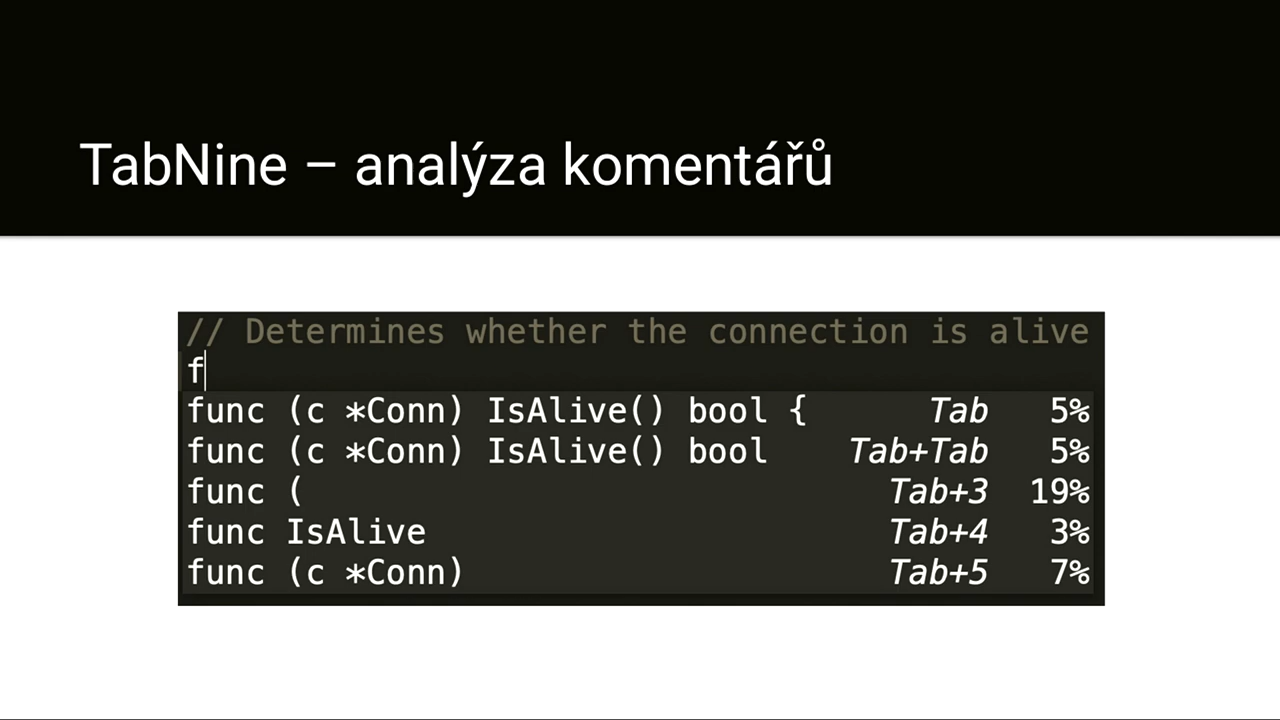 TabNine – analýza komentářů
// Determines whether the connection is alive
f
func (c *Conn) IsAlive() bool { Tab 5%
func (c *Conn) IsAlive() bool Tab+Tab 5%
func ( Tab+3 19%
func IsAlive Tab+4 3%
func (c *Conn) Tab+5 7%